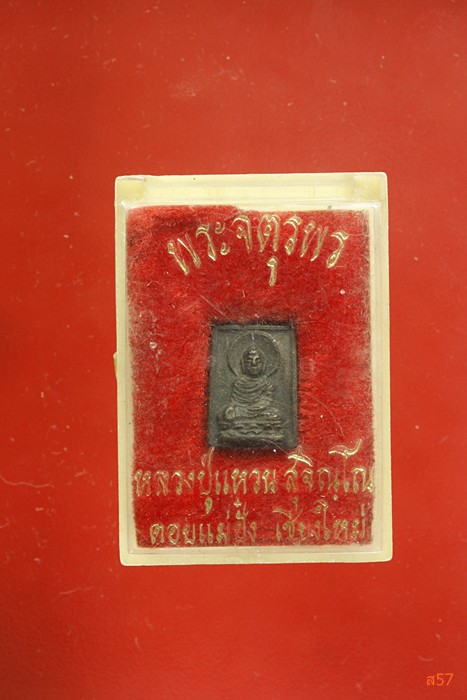 พระจตุรพร
หลวงปู่แหวน สุจิณฺโณ
ดอยแม่ปั๋ง เชียงใหม่
ส57